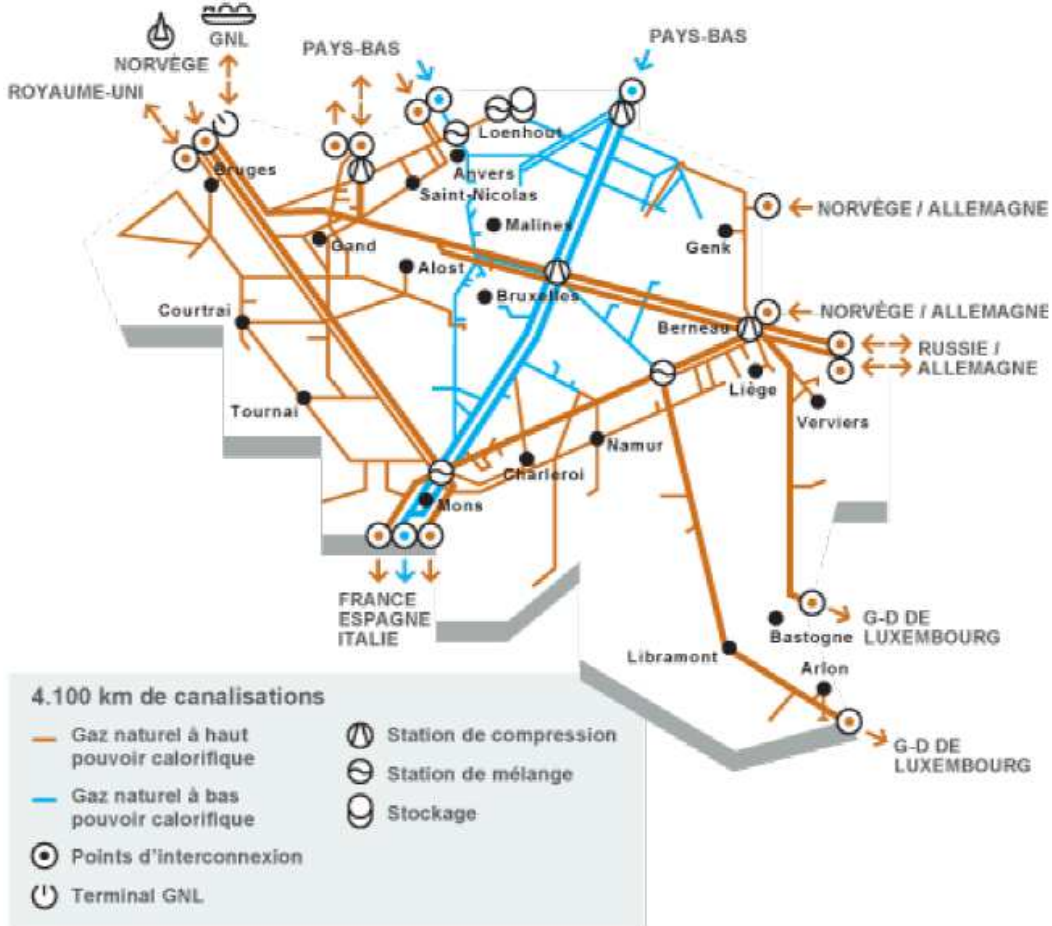 GNL
NORVÈGE
PAYS-BAS
PAYS-BAS
ROYAUME-UNI
Loenhout
Bruges
Anvers
Saint-Nicolas
Malines
NORVÈGE / ALLEMAGNE
Gand
Genk
Alost
Bruxelles
Courtrai
Berneau
NORVÈGE / ALLEMAGNE
RUSSIE /
ALLEMAGNE
Liège
Tournai
Verviers
Namur
Charleroi
Mons
FRANCE
ESPAGNE
ITALIE
G-D DE
LUXEMBOURG
Bastogne
Libramont
Arlon
G-D DE
LUXEMBOURG
4.100 km de canalisations
Gaz naturel à haut
pouvoir calorifique
Gaz naturel à bas
pouvoir calorifique
Points d'interconnexion
Terminal GNL
Station de compression
Station de mélange
Stockage